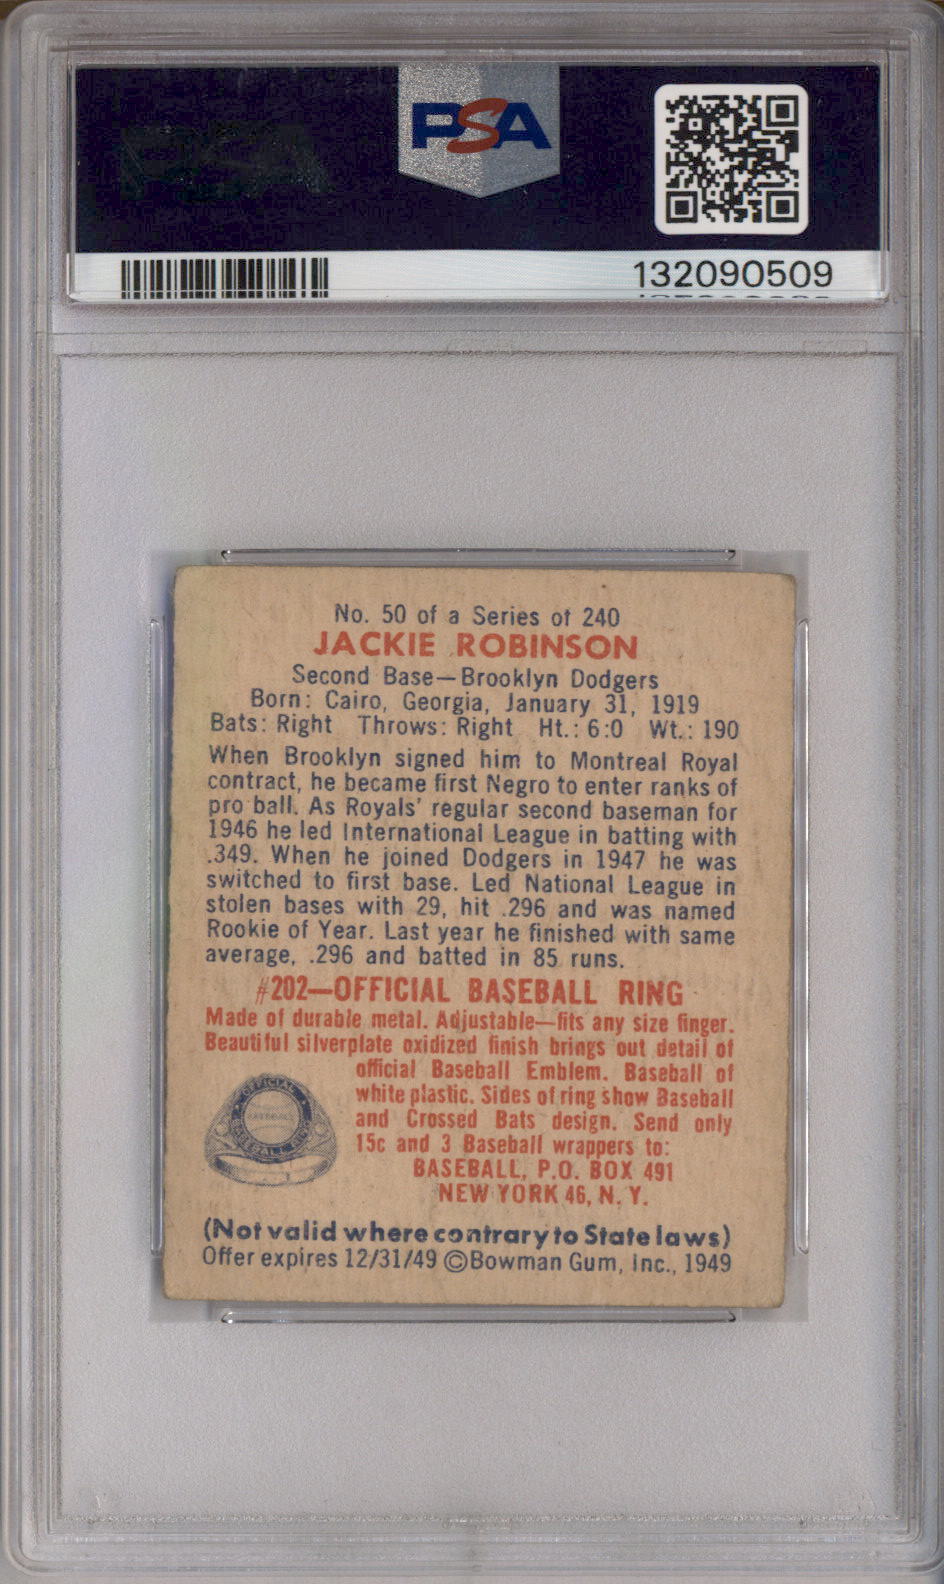 PSA
132090509
No. 50 of a Series of 240
JACKIE ROBINSON
Second Base—Brooklyn Dodgers
Born: Cairo, Georgia, January 31, 1919
Bats: Right Throws: Right Ht.: 6:0 Wt.: 190
When Brooklyn signed him to Montreal Royal
contract, he became first Negro to enter ranks of
pro ball. As Royals' regular second baseman for
1946 he led International League in batting with
.349. When he joined Dodgers in 1947 he was
switched to first base. Led National League in
stolen bases with 29, hit .296 and was named
Rookie of Year. Last year he finished with same
average, .296 and batted in 85 runs.
#202—OFFICIAL BASEBALL RING
Made of durable metal. Adjustable—fits any size finger.
Beautiful silverplate oxidized finish brings out detail of
official Baseball Emblem. Baseball of
white plastic. Sides of ring show Baseball
and Crossed Bats design. Send only
15c and 3 Baseball wrappers to:
BASEBALL, P.O. BOX 491
NEW YORK 46, N. Y.
OFFICIAL
BASEBALL
BASEBALL RING
(Not valid where contrary to State laws)
Offer expires 12/31/49 ©Bowman Gum, Inc., 1949